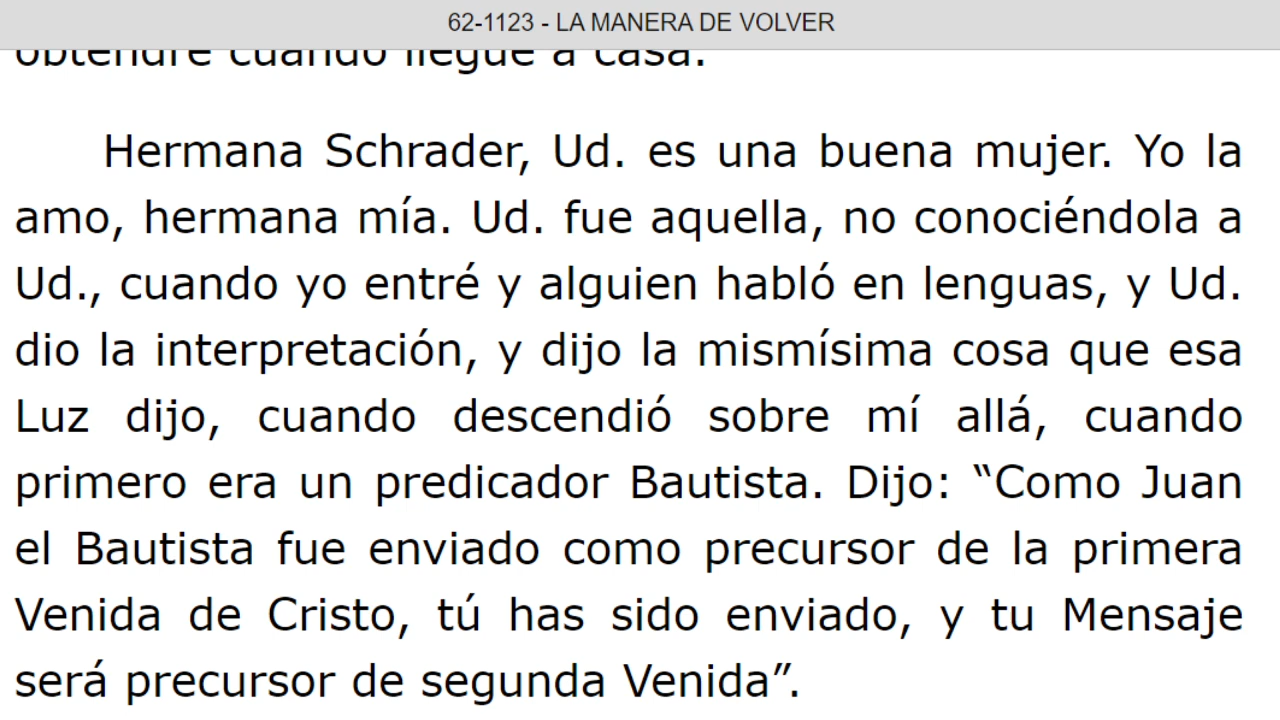 62-1123 - LA MANERA DE VOLVER
obtendré cuando llegue a casa.
Hermana Schrader, Ud. es una buena mujer. Yo la
amo, hermana mía. Ud. fue aquella, no conociéndola a
Ud., cuando yo entré y alguien habló en lenguas, y Ud.
dio la interpretación, y dijo la mismísima cosa que esa
Luz dijo, cuando descendió sobre mí allá, cuando
primero era un predicador Bautista. Dijo: “Como Juan
el Bautista fue enviado como precursor de la primera
Venida de Cristo, tú has sido enviado, y tu Mensaje
será precursor de segunda Venida”.